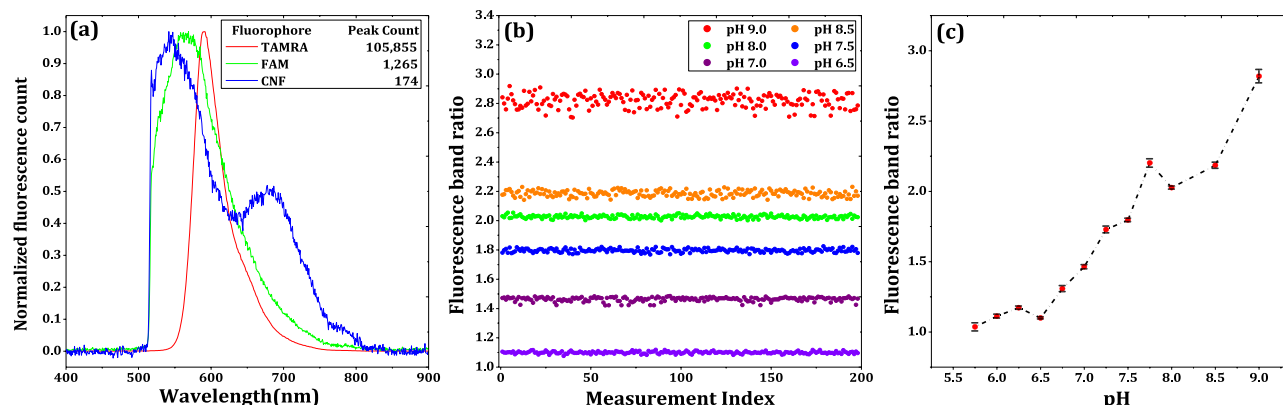 (a)
Fluorophore Peak Count
TAMRA 105,855
FAM 1,265
CNF 174
Normalized fluorescence count
1.0
0.9
0.8
0.7
0.6
0.5
0.4
0.3
0.2
0.1
0.0
400 500 600 700 800 900
Wavelength(nm)
(b)
pH 9.0 pH 8.5
pH 8.0 pH 7.5
pH 7.0 pH 6.5
Fluorescence band ratio
3.4
3.2
3.0
2.8
2.6
2.4
2.2
2.0
1.8
1.6
1.4
1.2
1.0
0 50 100 150 200
Measurement Index
(c)
Fluorescence band ratio
3.0
2.5
2.0
1.5
1.0
5.5 6.0 6.5 7.0 7.5 8.0 8.5 9.0
pH